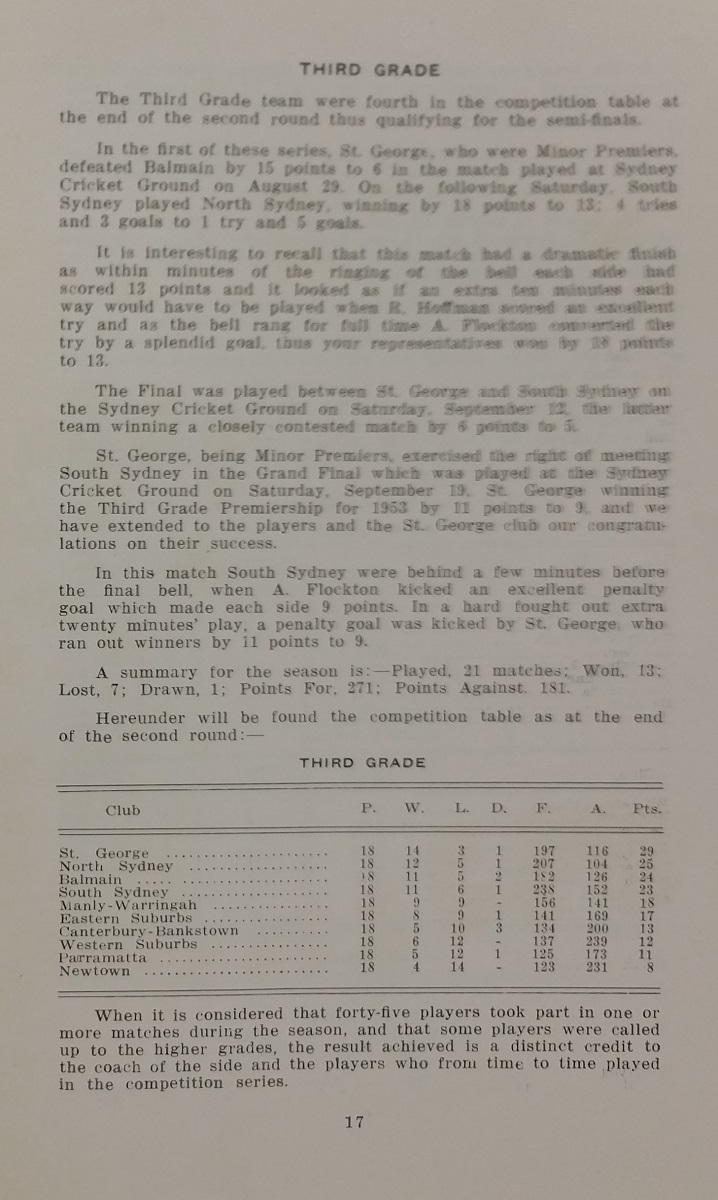 THIRD GRADE
The Third Grade team were fourth in the competition table at
the end of the second round thus qualifying for the semi-finals.
In the first of these series, St. George, who were Minor Premiers,
defeated Balmain by 15 points to 6 in the match played at Sydney
Cricket Ground on August 29. On the following Saturday, South
Sydney played North Sydney, winning by 18 points to 13; 4 tries
and 3 goals to 1 try and 5 goals.
It is interesting to recall that this match had a dramatic finish
as within minutes of the ringing of the bell each side had
scored 13 points and it looked as if an extra ten minutes each
way would have to be played when R. Hoffman scored an excellent
try and as the bell rang for full time A. Flockton converted the
try by a splendid goal, thus your representatives won by 18 points
to 13.
The Final was played between St. George and South Sydney on
the Sydney Cricket Ground on Saturday, September 12, the latter
team winning a closely contested match by 6 points to 5.
St. George, being Minor Premiers, exercised the right of meeting
South Sydney in the Grand Final which was played at the Sydney
Cricket Ground on Saturday, September 19, St. George winning
the Third Grade Premiership for 1953 by 11 points to 9, and we
have extended to the players and the St. George club our congratu-
lations on their success.
In this match South Sydney were behind a few minutes before
the final bell, when A. Flockton kicked an excellent penalty
goal which made each side 9 points. In a hard fought out extra
twenty minutes' play, a penalty goal was kicked by St. George, who
ran out winners by 11 points to 9.
A summary for the season is:—Played, 21 matches; Won, 13;
Lost, 7; Drawn, 1; Points For, 271; Points Against, 181.
Hereunder will be found the competition table as at the end
of the second round:—
THIRD GRADE
Club P. W. L. D. F. A. Pts.
St. George ........................ 18 14 3 1 197 116 29
North Sydney .................... 18 12 5 1 207 104 25
Balmain ..... .................... 18 11 5 2 182 126 24
South Sydney ..................... 18 11 6 1 238 152 23
Manly-Warringah ................ 18 9 9 - 156 141 18
Eastern Suburbs .................. 18 8 9 1 141 169 17
Canterbury-Bankstown .......... 18 5 10 3 134 200 13
Western Suburbs ................. 18 6 12 - 137 239 12
Parramatta ........................ 18 5 12 1 125 173 11
Newtown .......................... 18 4 14 - 123 231 8
When it is considered that forty-five players took part in one or
more matches during the season, and that some players were called
up to the higher grades, the result achieved is a distinct credit to
the coach of the side and the players who from time to time played
in the competition series.
17